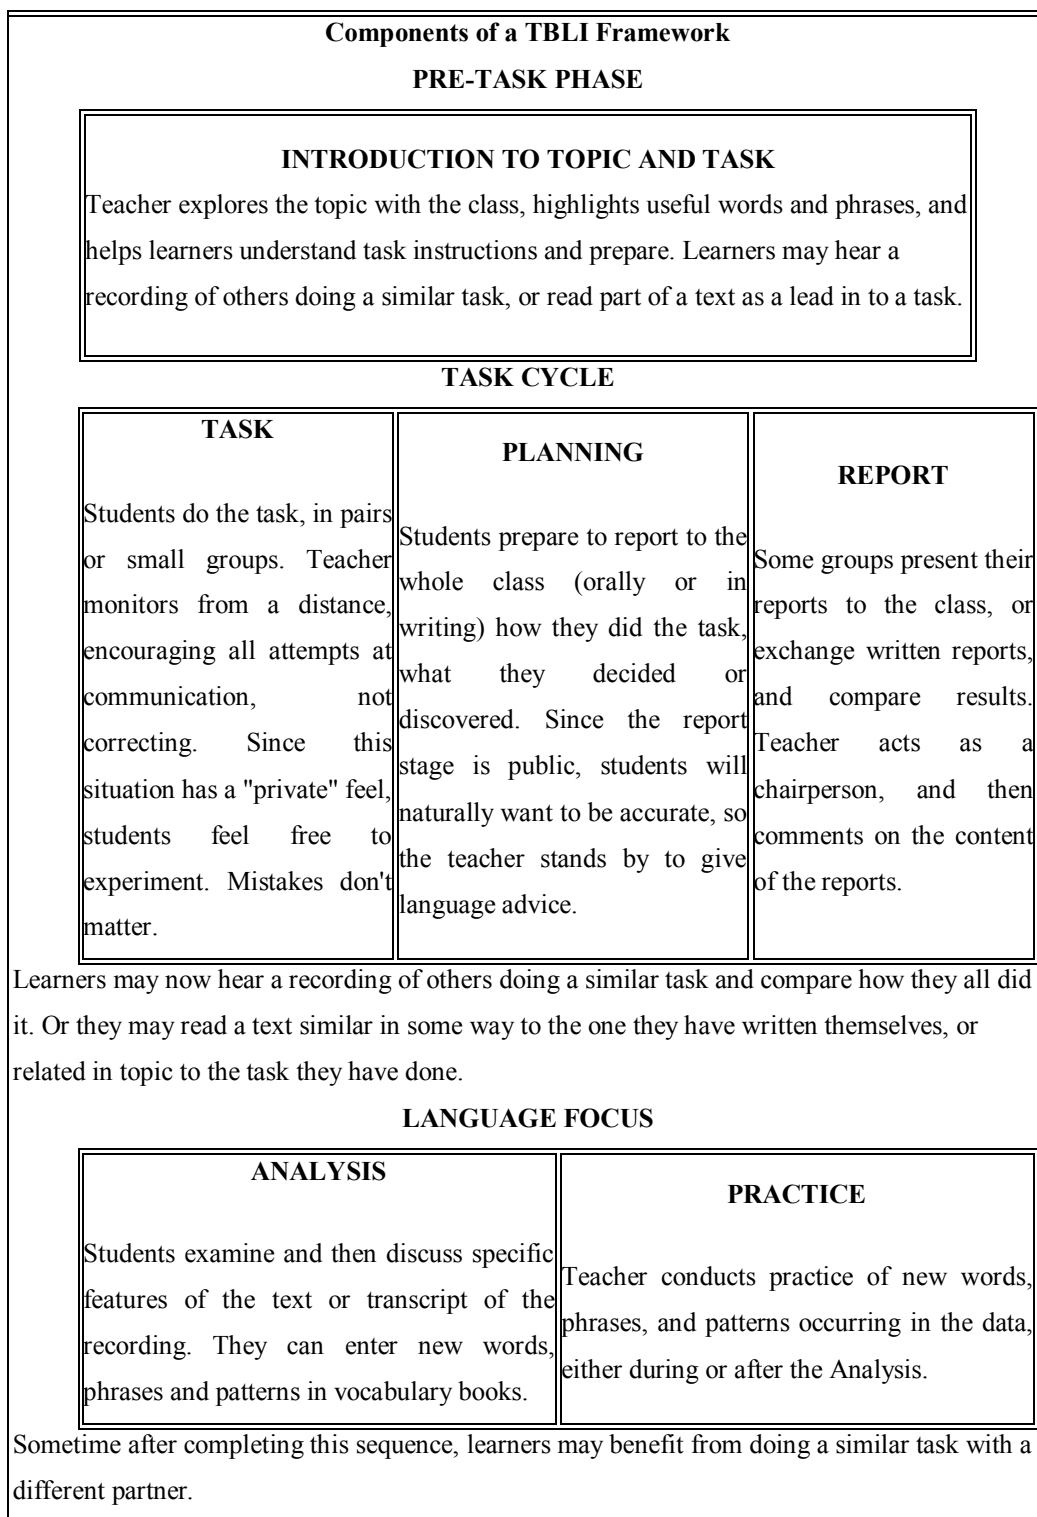 Components of a TBLI Framework
PRE-TASK PHASE
INTRODUCTION TO TOPIC AND TASK
Teacher explores the topic with the class, highlights useful words and phrases, and
helps learners understand task instructions and prepare. Learners may hear a
recording of others doing a similar task, or read part of a text as a lead in to a task.
TASK CYCLE
TASK
Students do the task, in pairs
or small groups. Teacher
monitors from a distance,
encouraging all attempts at
communication, not
correcting. Since this
situation has a "private" feel,
students feel free to
experiment. Mistakes don't
matter.
PLANNING
Students prepare to report to the
whole class (orally or in
writing) how they did the task,
what they decided or
discovered. Since the report
stage is public, students will
naturally want to be accurate, so
the teacher stands by to give
language advice.
REPORT
Some groups present their
reports to the class, or
exchange written reports,
and compare results.
Teacher acts as a
chairperson, and then
comments on the content
of the reports.
Learners may now hear a recording of others doing a similar task and compare how they all did
it. Or they may read a text similar in some way to the one they have written themselves, or
related in topic to the task they have done.
LANGUAGE FOCUS
ANALYSIS
Students examine and then discuss specific
features of the text or transcript of the
recording. They can enter new words,
phrases and patterns in vocabulary books.
PRACTICE
Teacher conducts practice of new words,
phrases, and patterns occurring in the data,
either during or after the Analysis.
Sometime after completing this sequence, learners may benefit from doing a similar task with a
different partner.